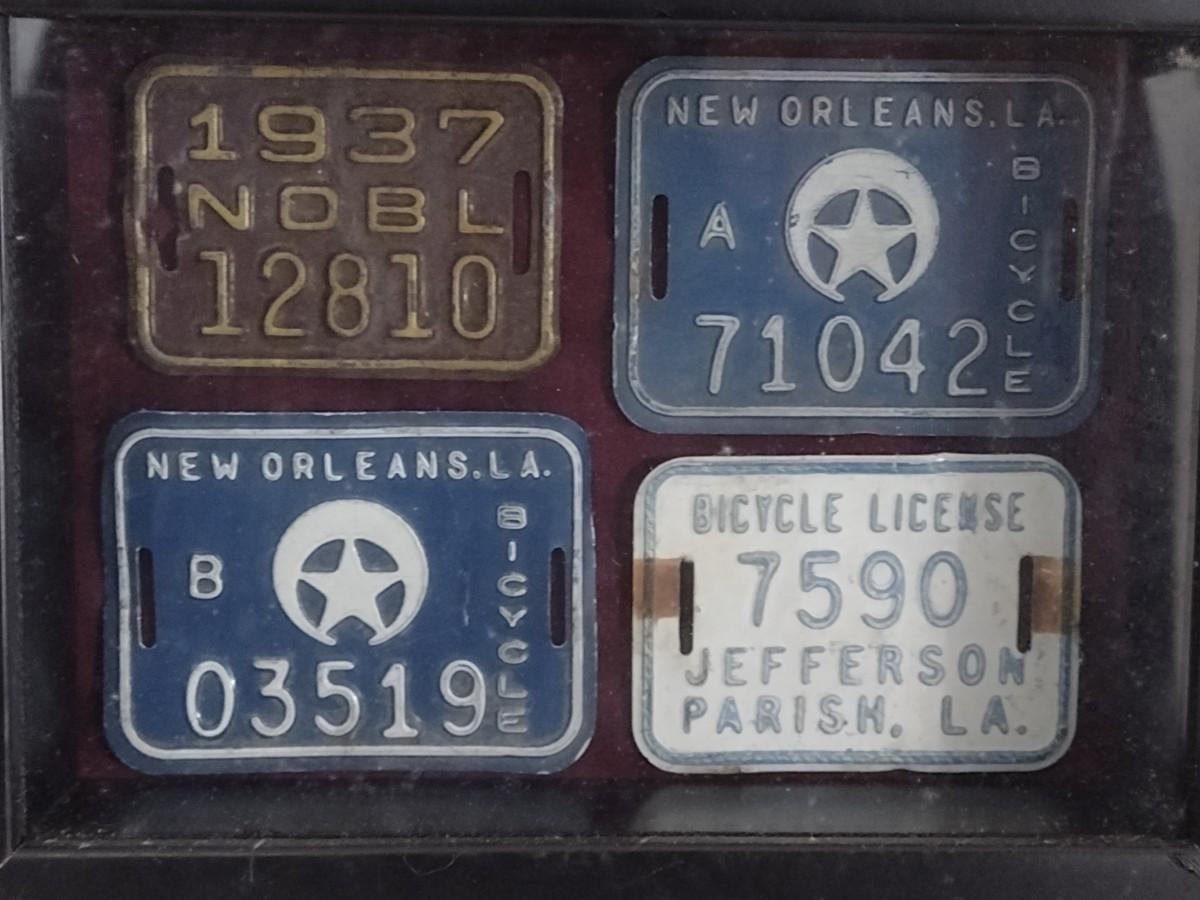 1937
NOBL
12810
NEW ORLEANS.LA.
A
BICYCLE
71042
NEW ORLEANS.LA.
B
BICYCLE
03519
BICYCLE LICENSE
7590
JEFFERSON
PARISH, LA.